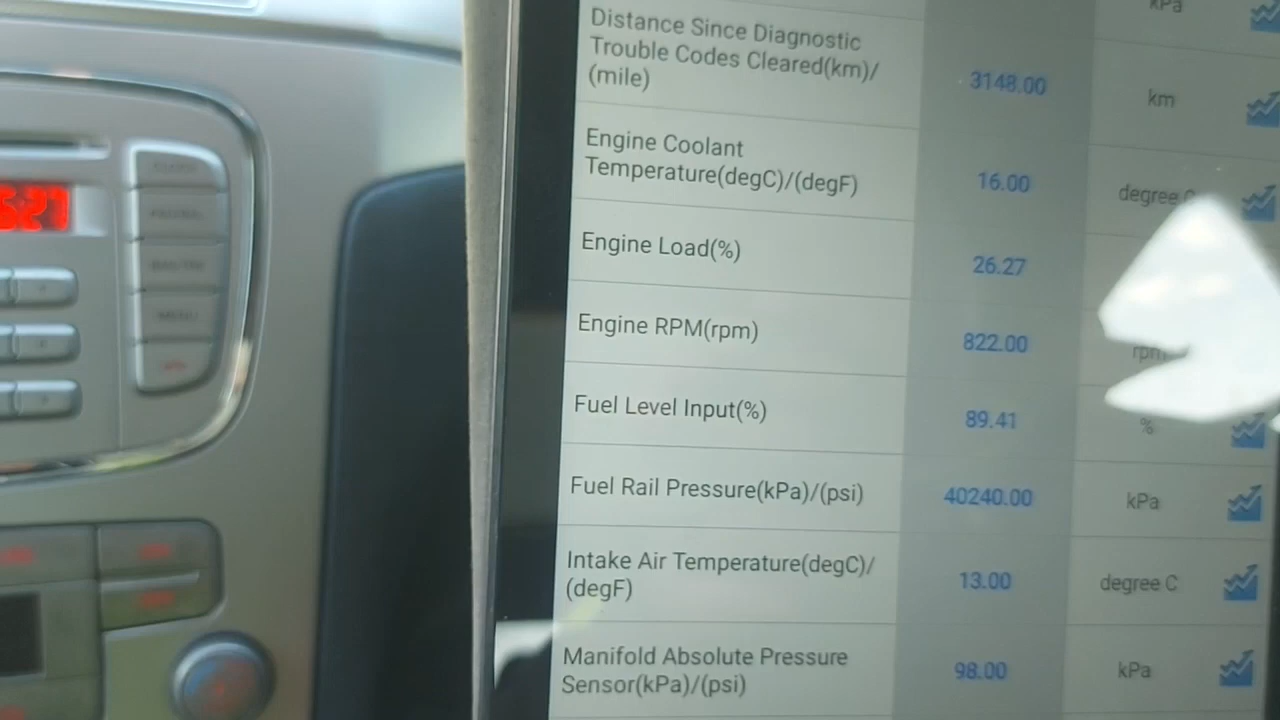 kPa
Distance Since Diagnostic
Trouble Codes Cleared(km)/
(mile)
3148.00
km
Engine Coolant
Temperature(degC)/(degF)
16.00
degree C
Engine Load(%)
26.27
Engine RPM(rpm)
822.00
rpm
Fuel Level Input(%)
89.41
%
Fuel Rail Pressure(kPa)/(psi)
40240.00
kPa
Intake Air Temperature(degC)/
(degF)
13.00
degree C
Manifold Absolute Pressure
Sensor(kPa)/(psi)
98.00
kPa
MENU